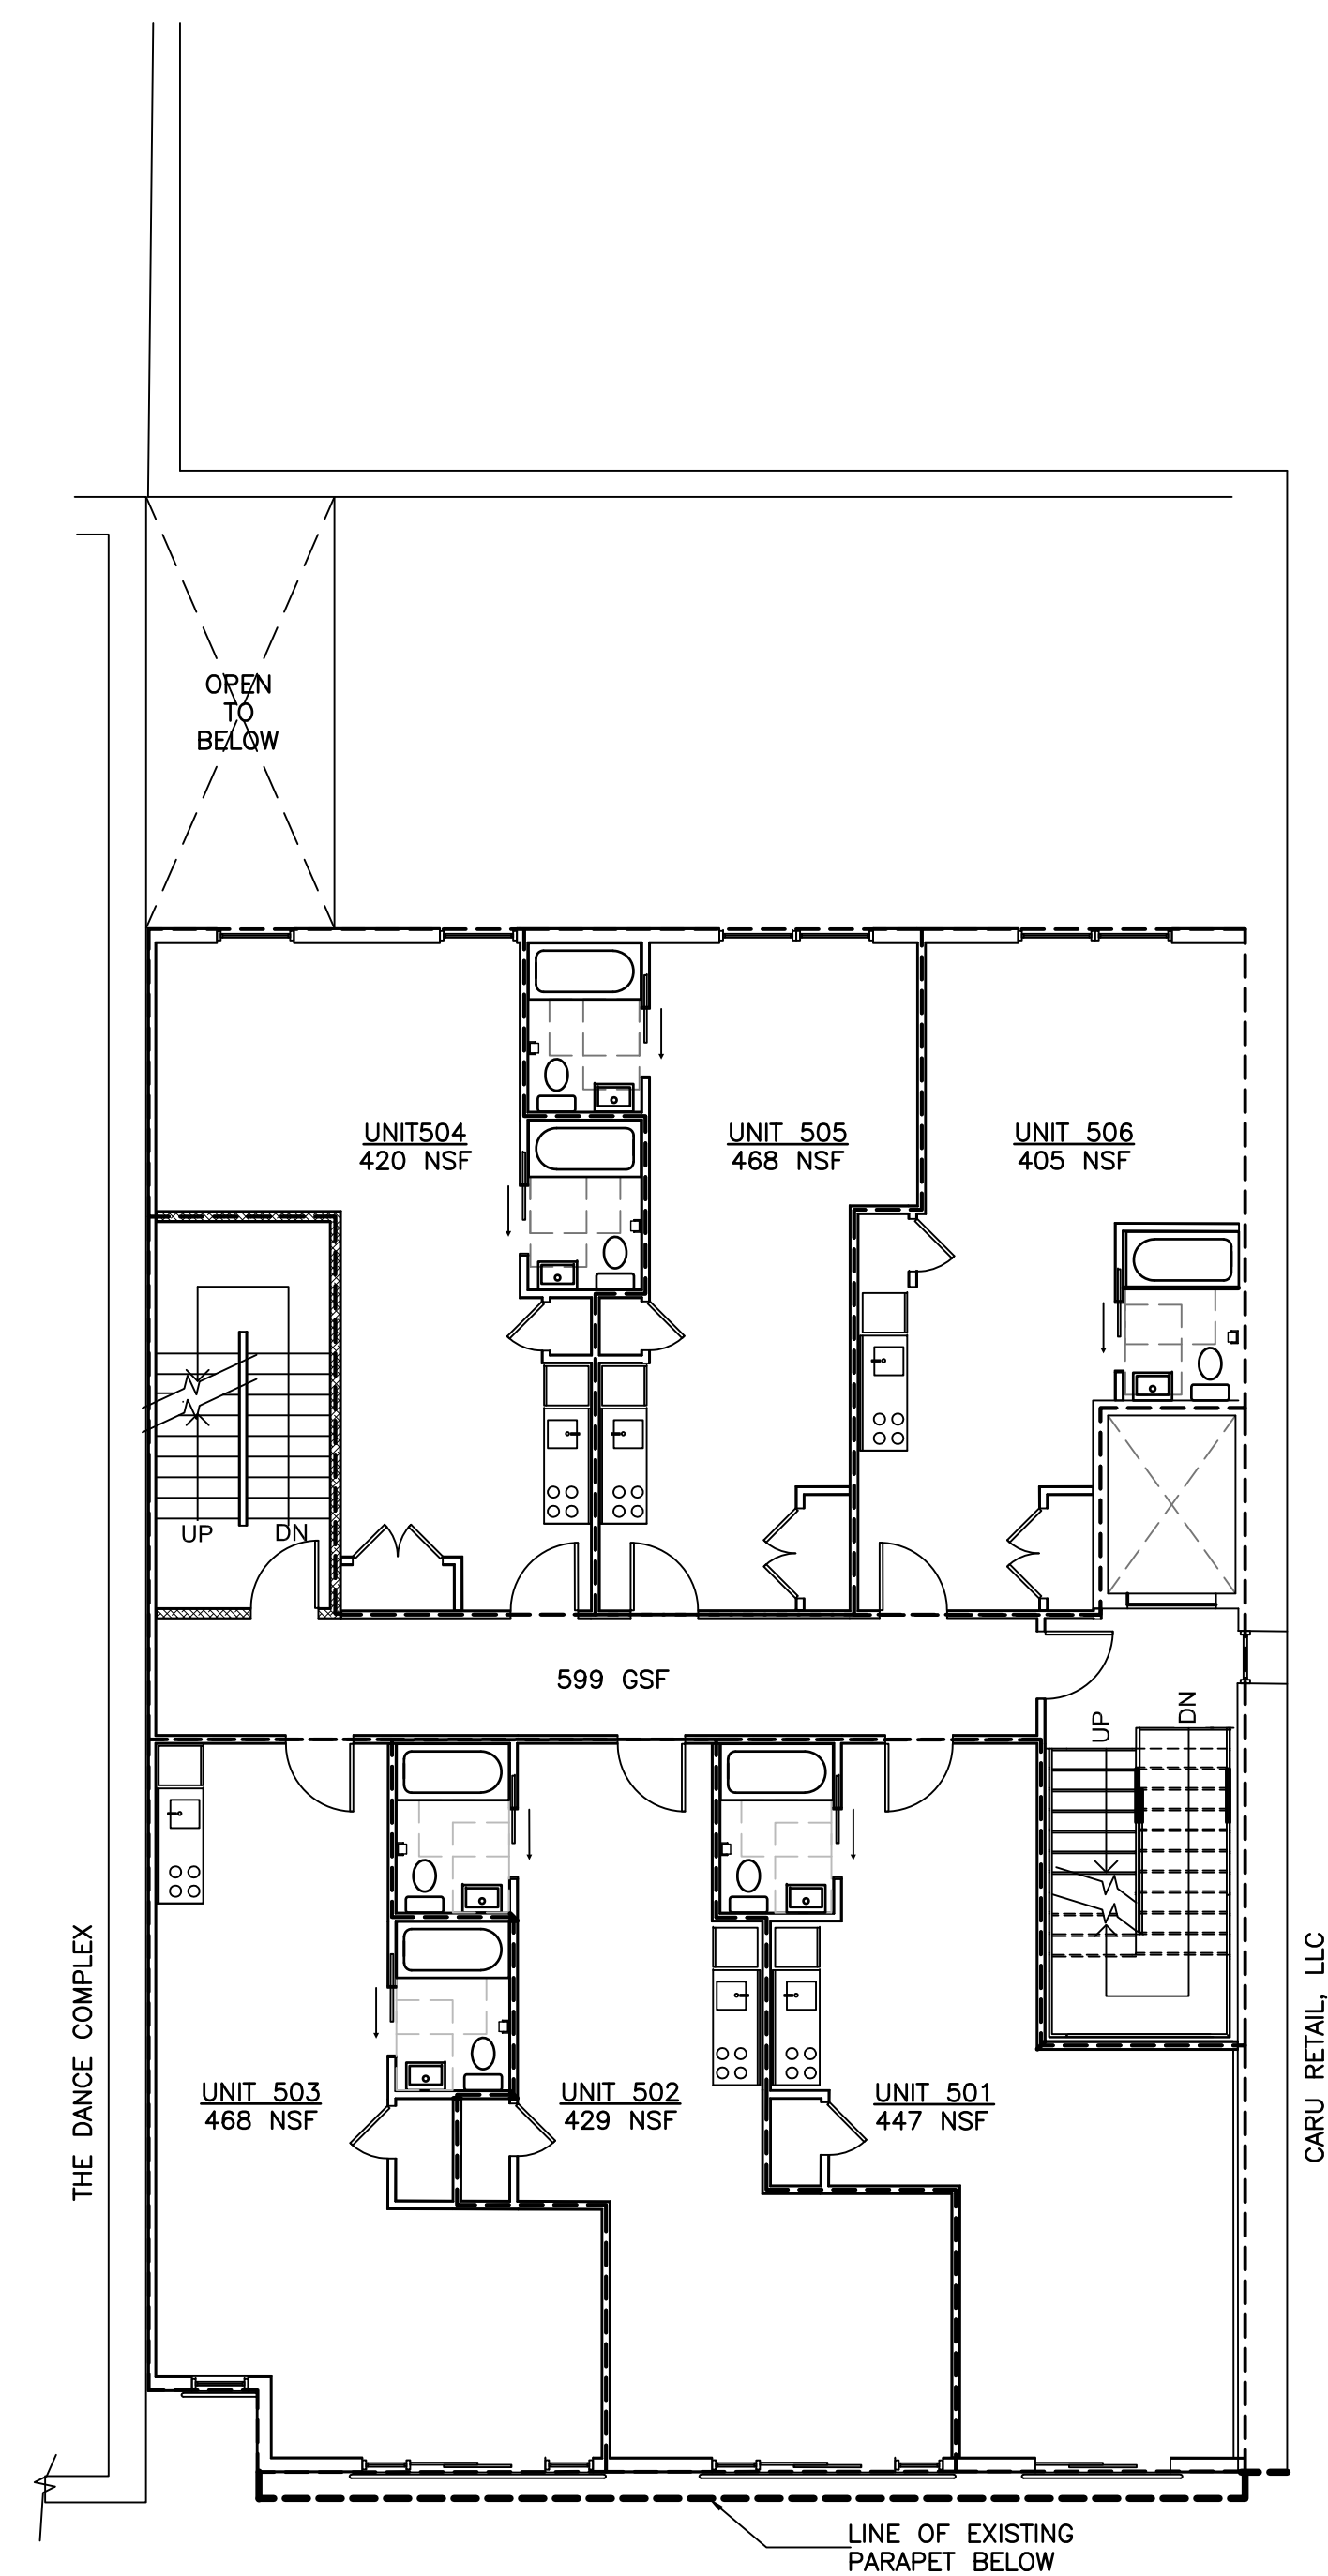 OPEN
TO
BELOW
UNIT504
420 NSF
UNIT 505
468 NSF
UNIT 506
405 NSF
UP
DN
599 GSF
UP
DN
THE DANCE COMPLEX
CARU RETAIL, LLC
UNIT 503
468 NSF
UNIT 502
429 NSF
UNIT 501
447 NSF
LINE OF EXISTING
PARAPET BELOW